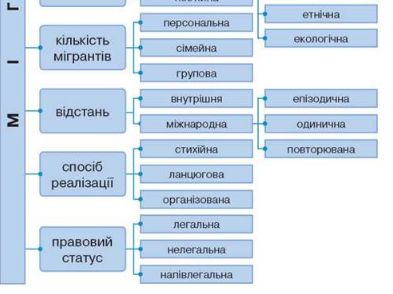 етнічна
екологічна
кількість
мігрантів
персональна
сімейна
групова
відстань
внутрішня
міжнародна
епізодична
одинична
повторювана
спосіб
реалізації
стихійна
ланцюгова
організована
правовий
статус
легальна
нелегальна
напівлегальна
М І Г